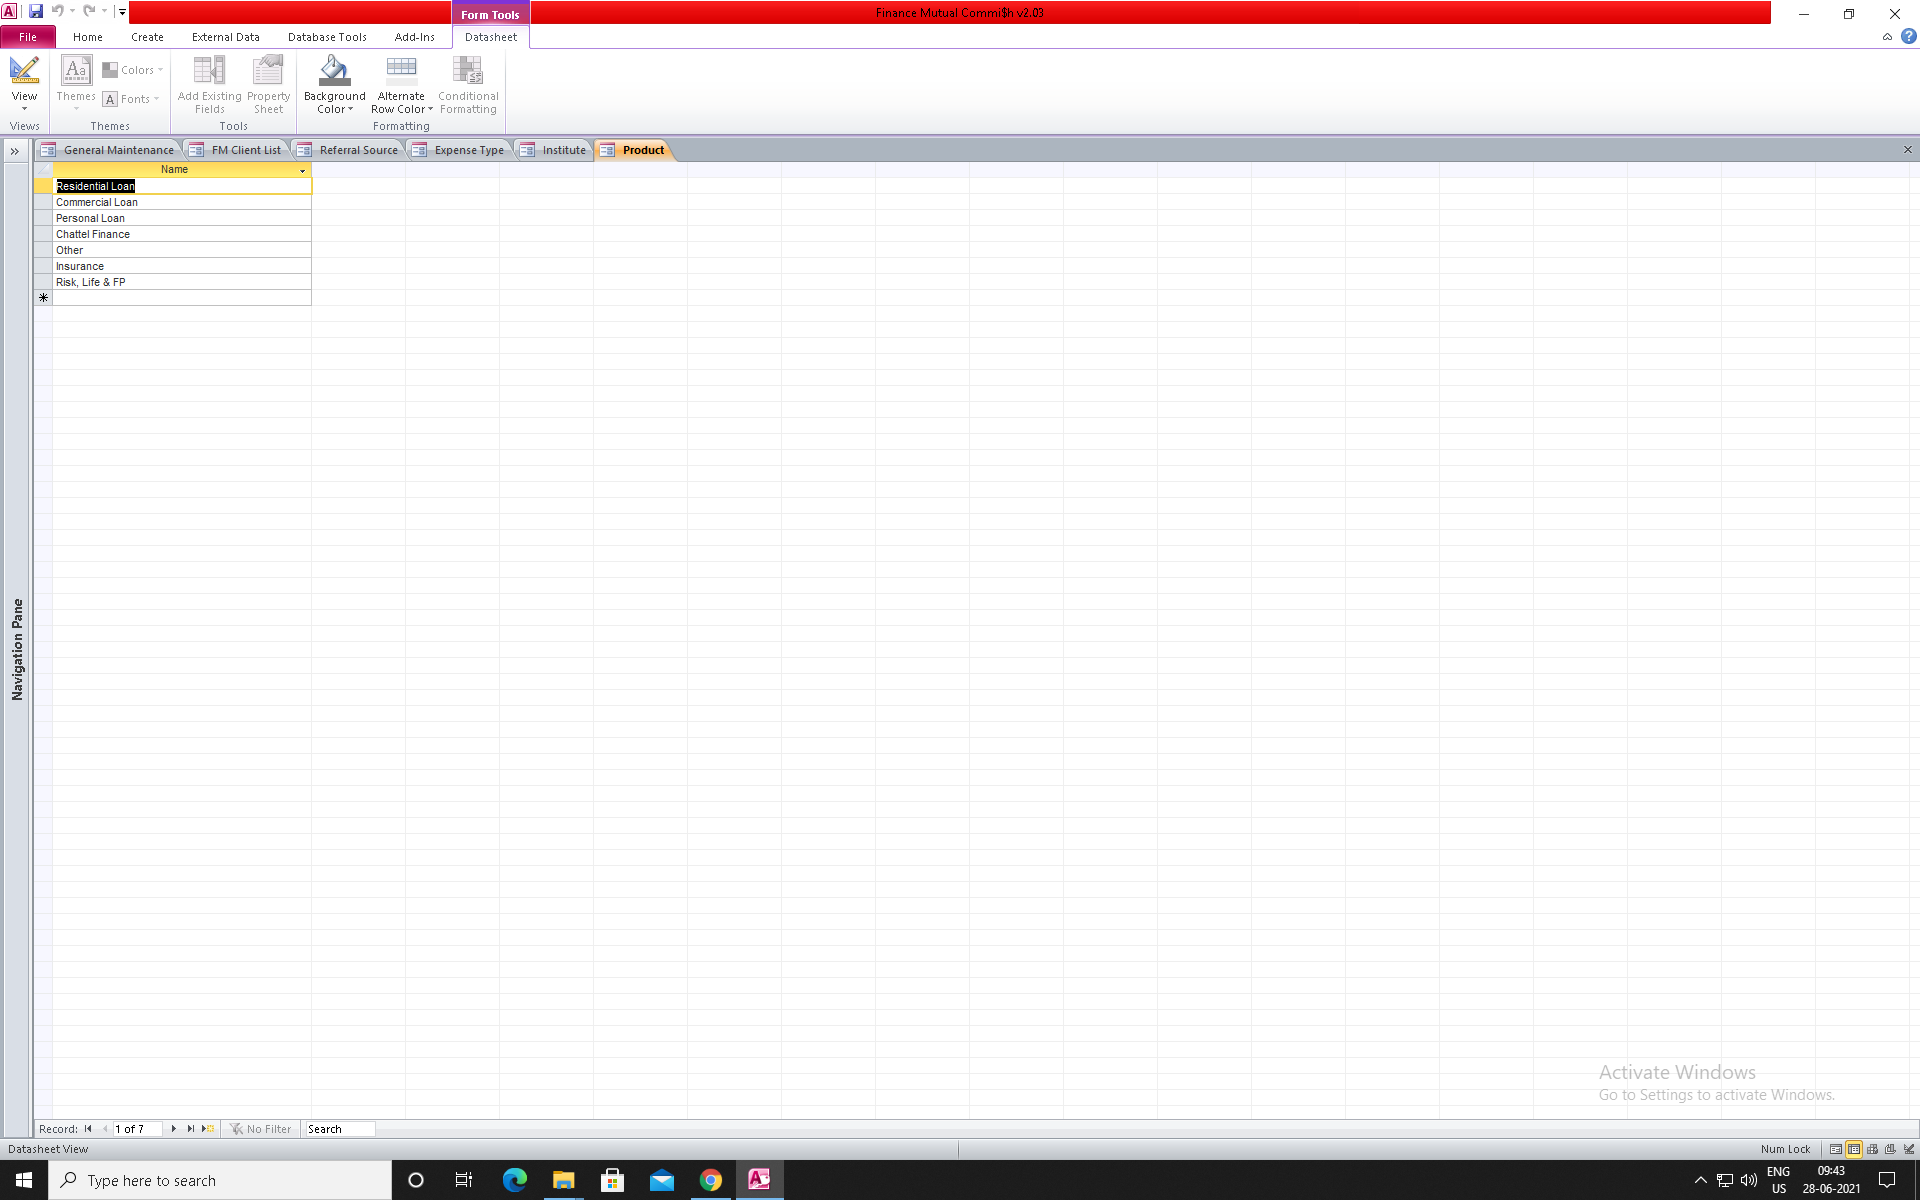 Form Tools
Finance Mutual Commi$h v2.03
File Home Create External Data Database Tools Add-Ins Datasheet
View
Themes
Colors
Fonts
Add Existing Fields
Property Sheet
Background Color
Alternate Row Color
Conditional Formatting
Views Themes Tools Formatting
General Maintenance FM Client List Referral Source Expense Type Institute Product
Name
Residential Loan
Commercial Loan
Personal Loan
Chattel Finance
Other
Insurance
Risk, Life & FP
Navigation Pane
Activate Windows
Go to Settings to activate Windows.
Record: 1 of 7 No Filter Search
Datasheet View Num Lock
Type here to search
ENG
US
09:43
28-06-2021